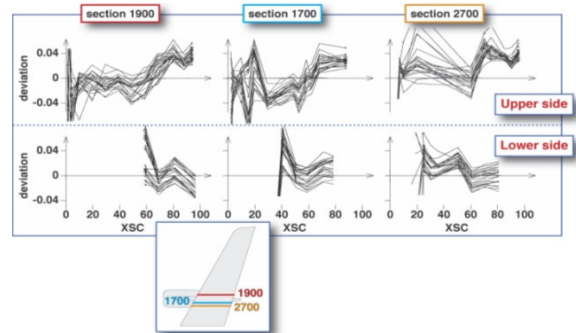 section 1900
section 1700
section 2700
deviation
0.04
0
-0.04
Upper side
Lower side
deviation
0.04
0
-0.04
0 20 40 60 80 100
XSC
0 20 40 60 80 100
XSC
0 20 40 60 80 100
XSC
1900
1700
2700